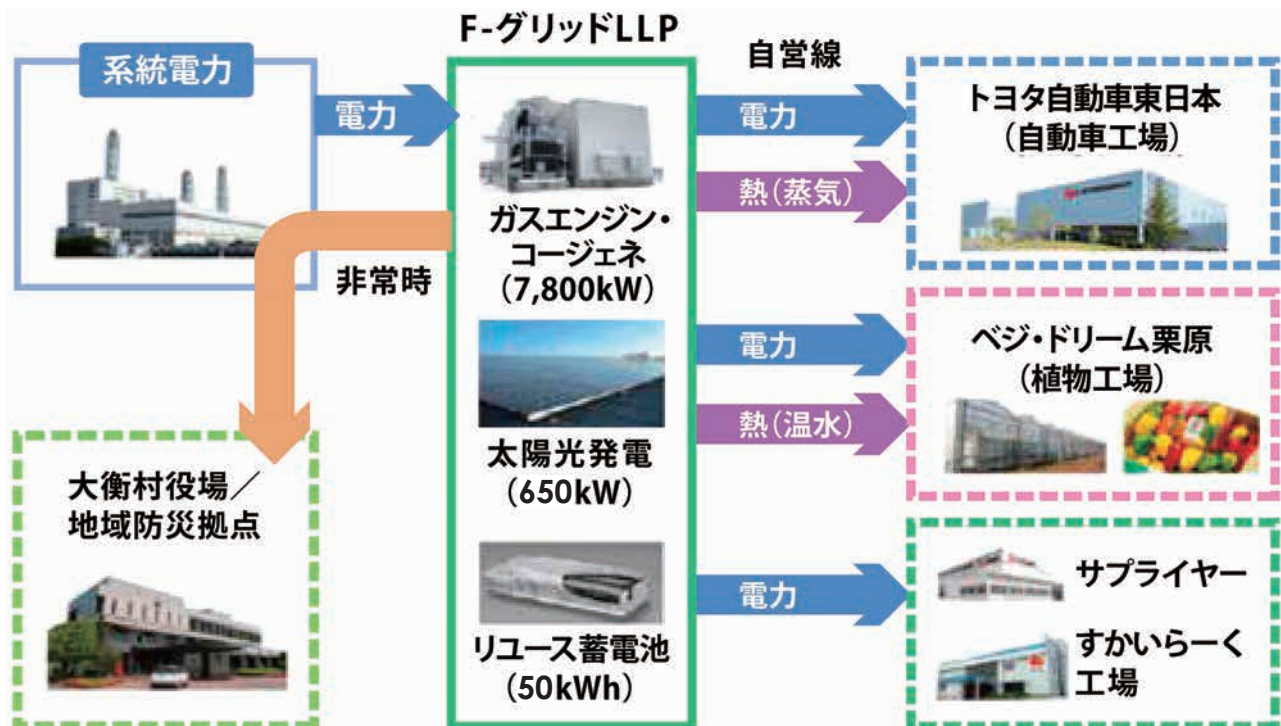 F-グリッドLLP
系統電力
電力
自営線
ガスエンジン・
コージェネ
(7,800kW)
太陽光発電
(650kW)
リユース蓄電池
(50kWh)
非常時
大衡村役場／
地域防災拠点
電力
熱(蒸気)
トヨタ自動車東日本
(自動車工場)
電力
熱(温水)
ベジ・ドリーム栗原
(植物工場)
電力
サプライヤー
すかいらーく
工場